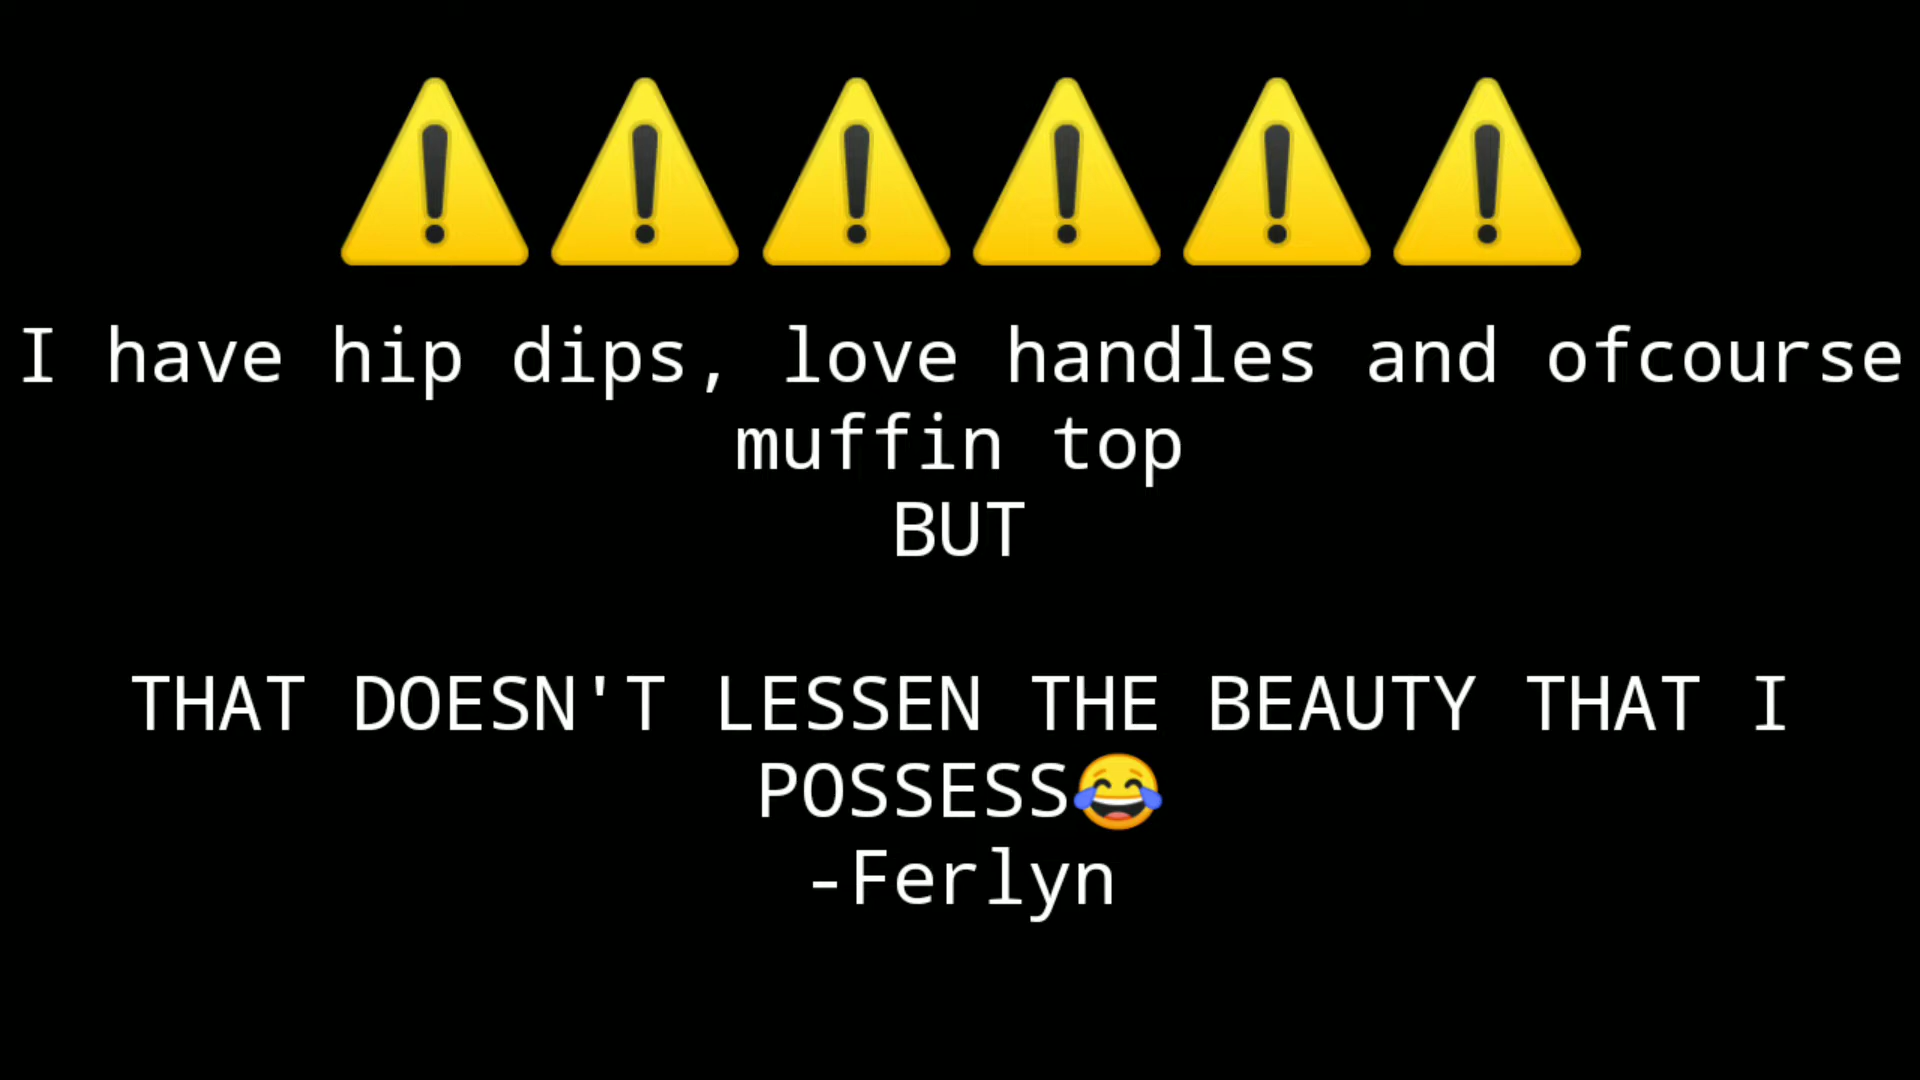 ⚠️⚠️⚠️⚠️⚠️⚠️
I have hip dips, love handles and ofcourse
muffin top
BUT
THAT DOESN'T LESSEN THE BEAUTY THAT I
POSSESS😂
-Ferlyn